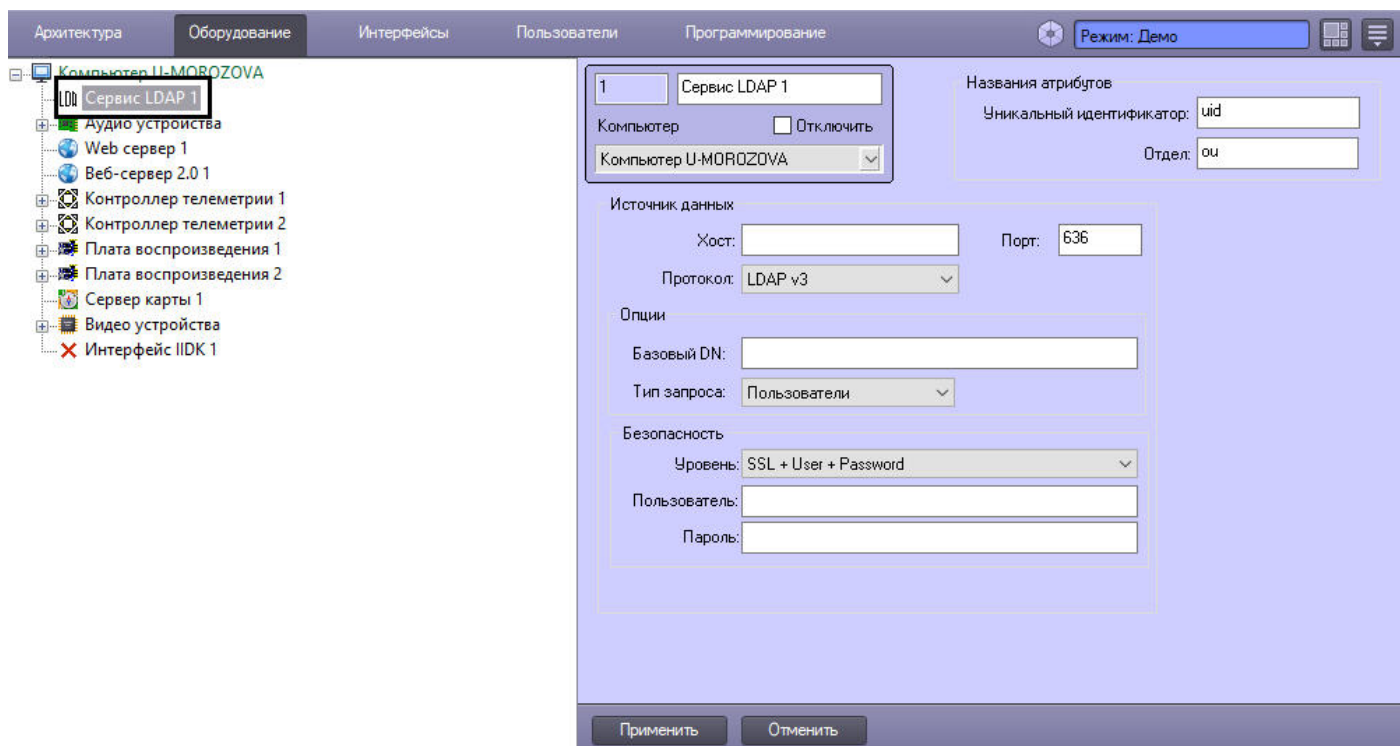 Архитектура Оборудование Интерфейсы Пользователи Программирование Режим: Демо
Компьютер U-MOROZOVA
Сервис LDAP 1
Аудио устройства
Web сервер 1
Веб-сервер 2.0 1
Контроллер телеметрии 1
Контроллер телеметрии 2
Плата воспроизведения 1
Плата воспроизведения 2
Сервер карты 1
Видео устройства
Интерфейс IIDK 1
1 Сервис LDAP 1
Компьютер Отключить
Компьютер U-MOROZOVA
Названия атрибутов
Уникальный идентификатор: uid
Отдел: ou
Источник данных
Хост: Порт: 636
Протокол: LDAP v3
Опции
Базовый DN:
Тип запроса: Пользователи
Безопасность
Уровень: SSL + User + Password
Пользователь:
Пароль:
Применить Отменить